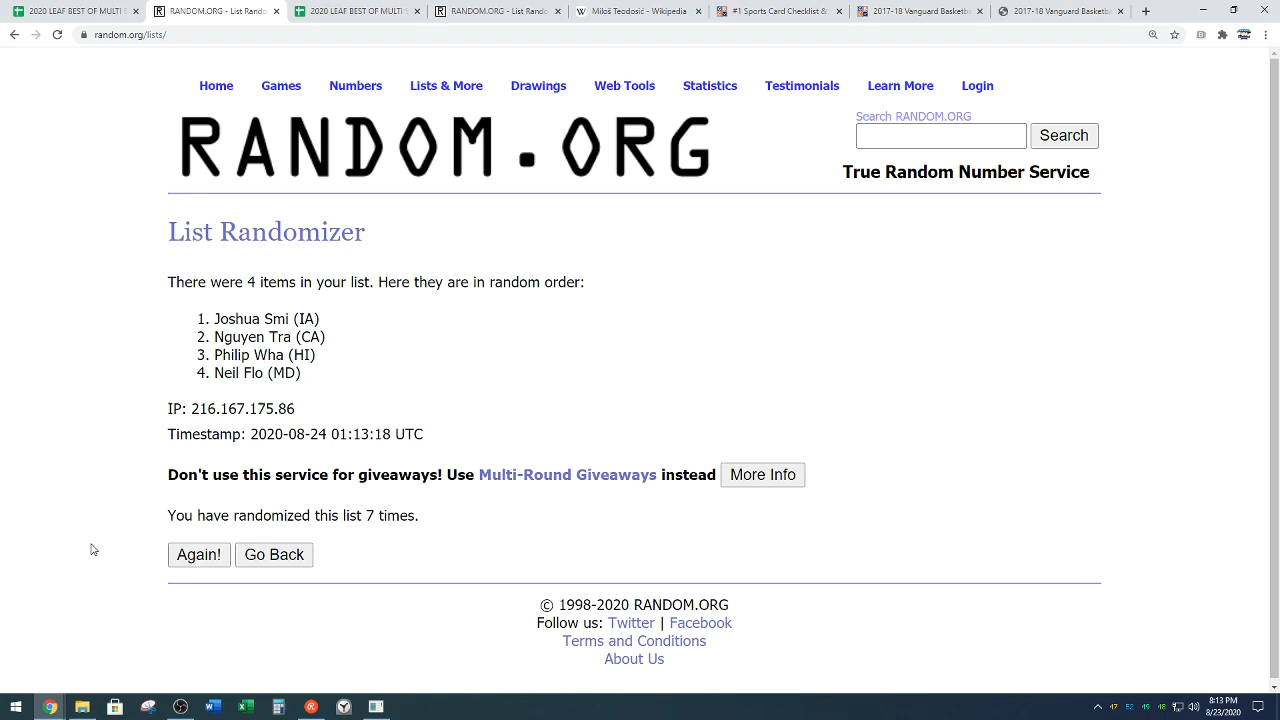 2020 LEAF BEST OF MULTI S
RANDOM.ORG - List Rando
2020 LEAF BEST OF MULTI S
RANDOM.ORG - List Rando
Miloš Teodosić - Wikipedia
#1 Sports Card Checklist &
2017-18 Vanguard Basketb
2017-18 Vanguard Basketb
random.org/lists/
Home Games Numbers Lists & More Drawings Web Tools Statistics Testimonials Learn More Login
RANDOM.ORG
Search RANDOM.ORG
Search
True Random Number Service
List Randomizer
There were 4 items in your list. Here they are in random order:
1. Joshua Smi (IA)
2. Nguyen Tra (CA)
3. Philip Wha (HI)
4. Neil Flo (MD)
IP: 216.167.175.86
Timestamp: 2020-08-24 01:13:18 UTC
Don't use this service for giveaways! Use Multi-Round Giveaways instead More Info
You have randomized this list 7 times.
Again! Go Back
© 1998-2020 RANDOM.ORG
Follow us: Twitter | Facebook
Terms and Conditions
About Us
47 52 49 48
8:13 PM
8/23/2020